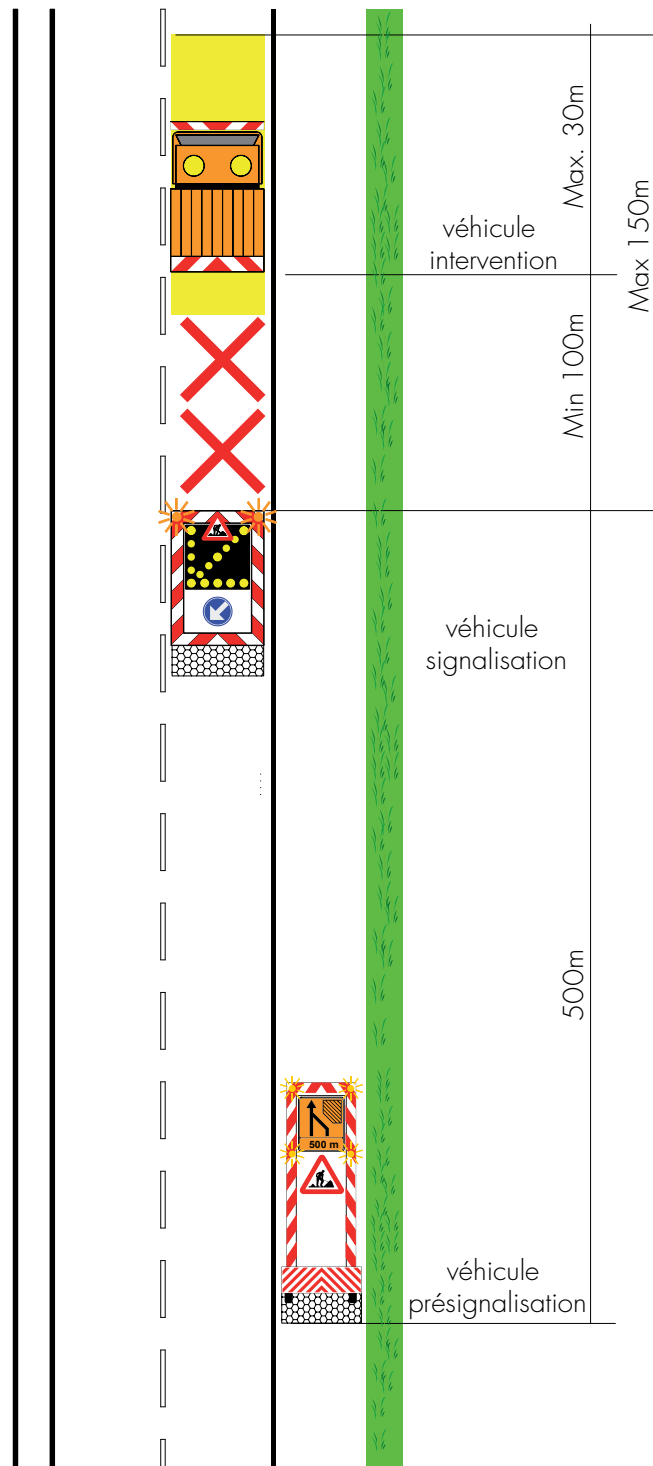 Max. 30m
Max 150m
véhicule
intervention
Min 100m
véhicule
signalisation
500m
500 m
véhicule
présignalisation